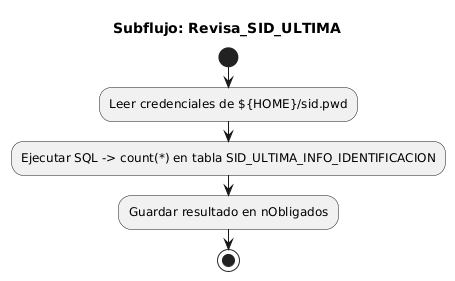 Subflujo: Revisa_SID_ULTIMA
Leer credenciales de ${HOME}/sid.pwd
Ejecutar SQL -> count(*) en tabla SID_ULTIMA_INFO_IDENTIFICACION
Guardar resultado en nObligados